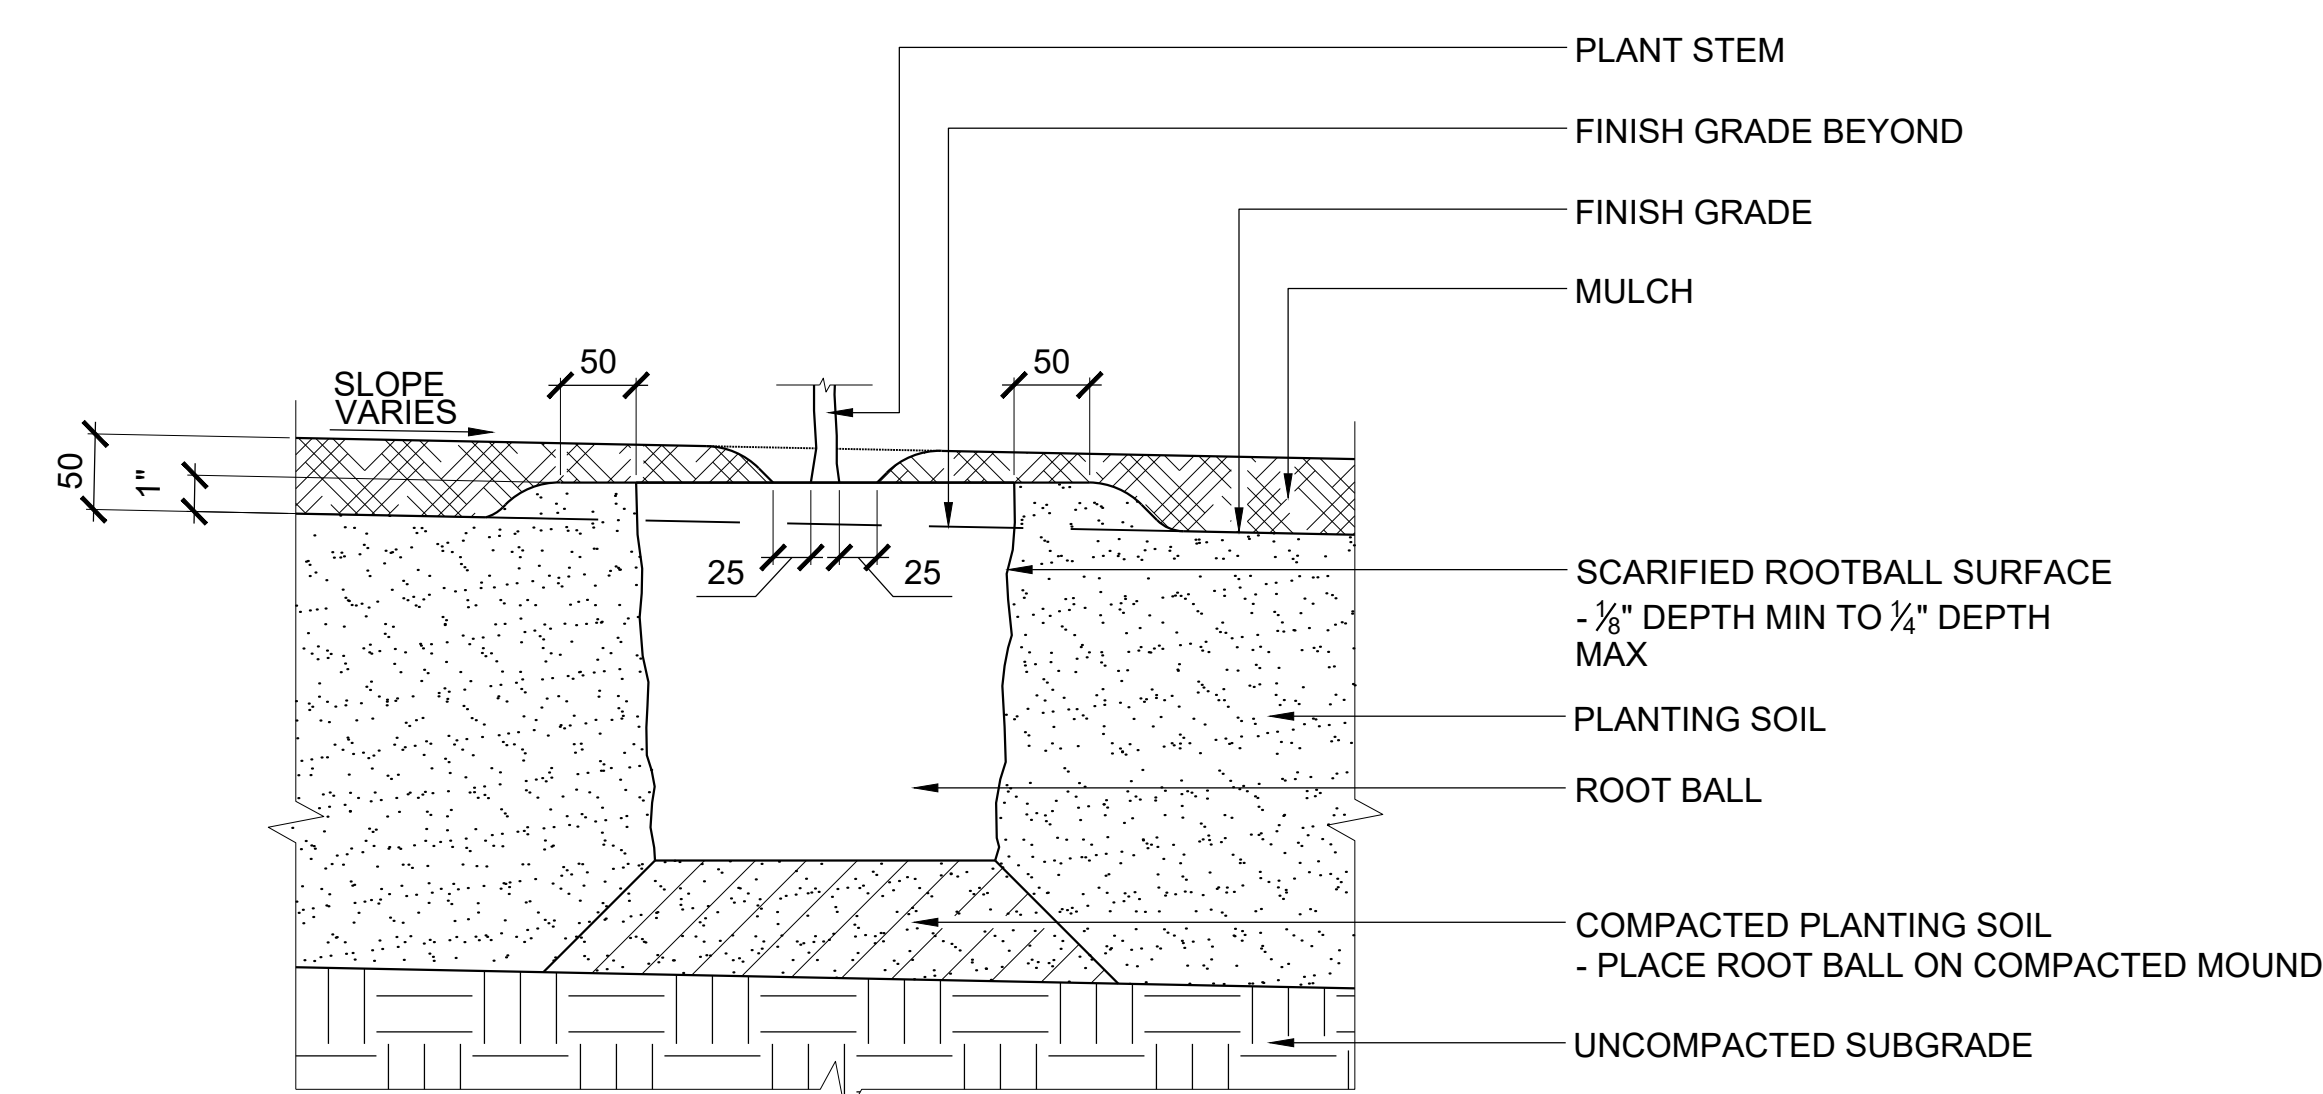 PLANT STEM
FINISH GRADE BEYOND
FINISH GRADE
MULCH
50
50
SLOPE
VARIES
50
1"
25
25
SCARIFIED ROOTBALL SURFACE
- 1/8" DEPTH MIN TO 1/4" DEPTH
MAX
PLANTING SOIL
ROOT BALL
COMPACTED PLANTING SOIL
- PLACE ROOT BALL ON COMPACTED MOUND
UNCOMPACTED SUBGRADE